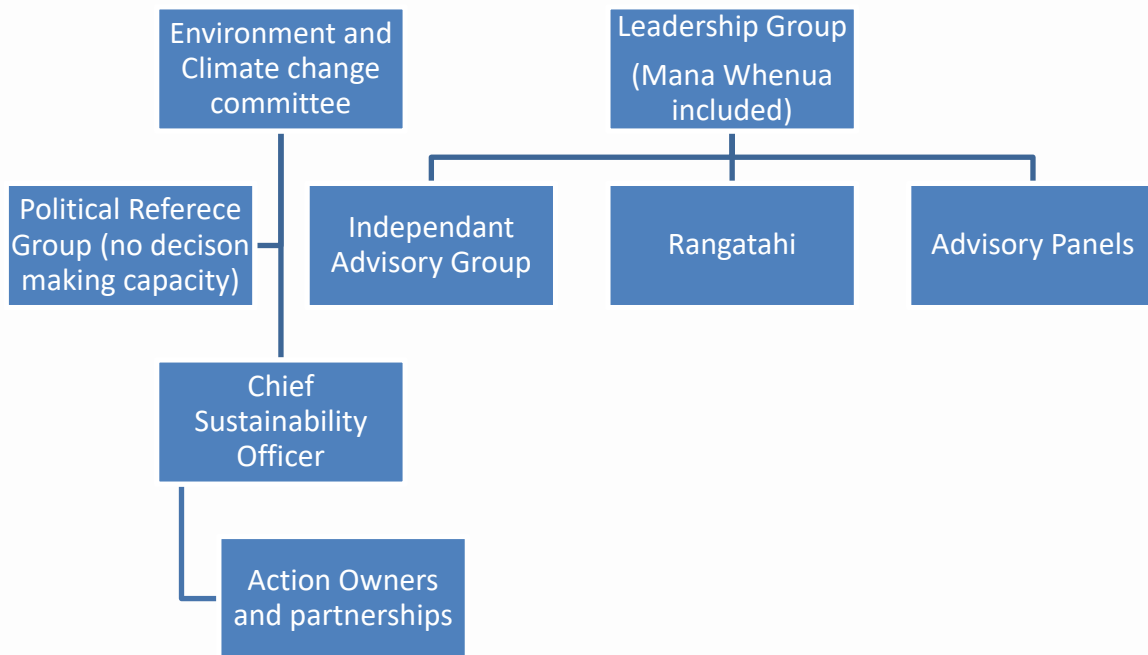 Environment and
Climate change
committee
Leadership Group
(Mana Whenua
included)
Political Referece
Group (no decison
making capacity)
Independant
Advisory Group
Rangatahi
Advisory Panels
Chief
Sustainability
Officer
Action Owners
and partnerships